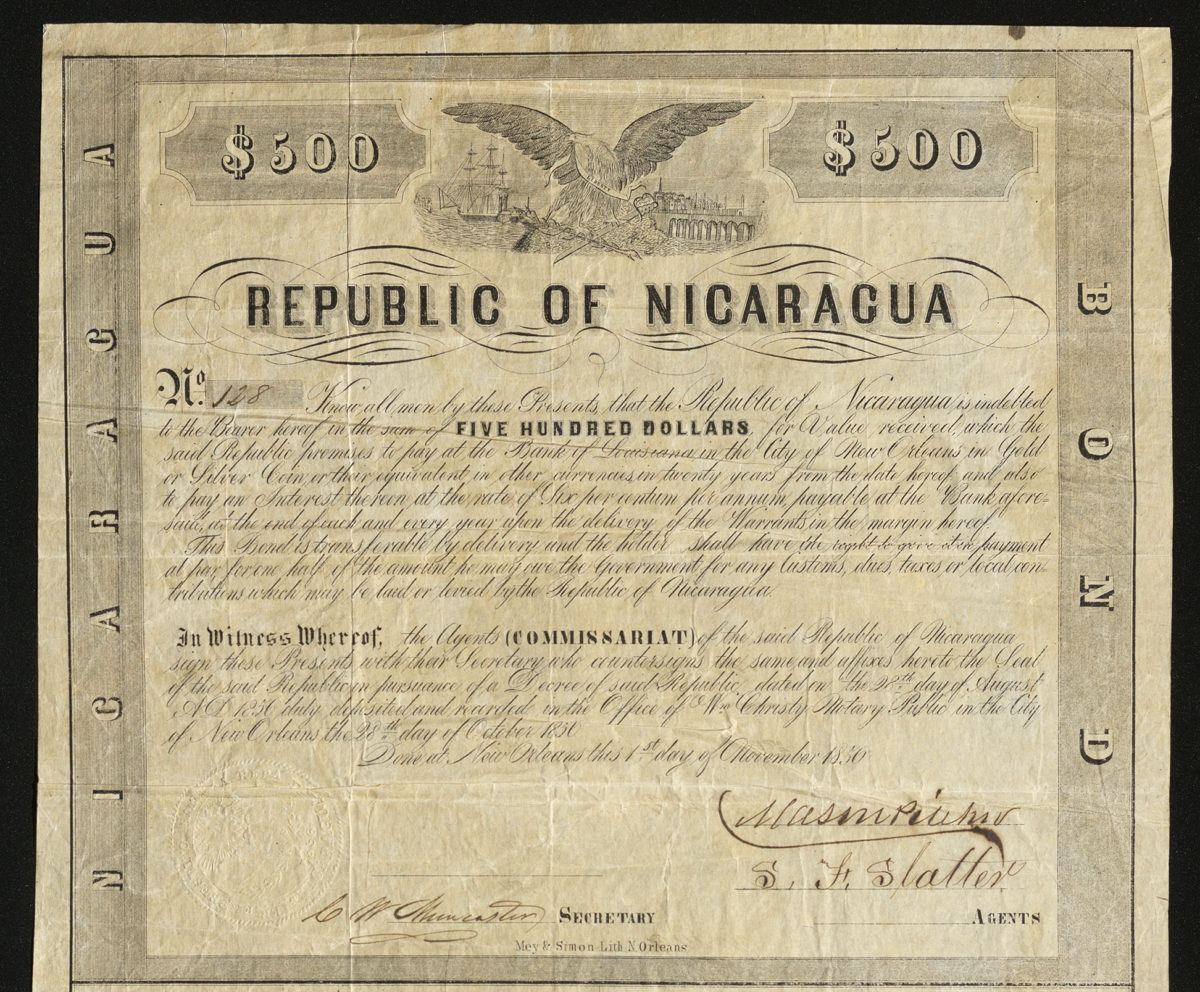 $500 $500
REPUBLIC OF NICARAGUA
NICARAGUA
BOND
No. 128 Know all men by these Presents, that the Republic of Nicaragua is indebted
to the Bearer hereof in the sum of FIVE HUNDRED DOLLARS, for Value received, which the
said Republic promises to pay at the Bank of Louisiana in the City of New Orleans in Gold
or Silver Coin, or their equivalent in other currencies in twenty years from the date hereof, and also
to pay an Interest thereon at the rate of Six per centum per annum, payable at the Bank afore-
said, at the end of each and every year upon the delivery of the Warrants in the margin hereof.
This Bond is transferable by delivery and the holder shall have the right to give it in payment
at par for one half of the amount he may owe the Government for any Customs, dues, taxes or local con-
tributions which may be laid or levied by the Republic of Nicaragua.
In Witness Whereof, the Agents (COMMISSARIAT) of the said Republic of Nicaragua
sign these Presents with their Secretary who countersigns the same, and affixes hereto the Seal
of the said Republic in pursuance of a Decree of said Republic, dated on the 28th day of August
A.D. 1856 duly deposited and recorded in the Office of Wm Christy Notary Public in the City
of New Orleans the 28th day of October 1856
Done at New Orleans this 1st day of November 1856
Mason Pilcher
S. F. Slatter
C W Muncaster SECRETARY
AGENTS
Mey & Simon Lith N Orleans